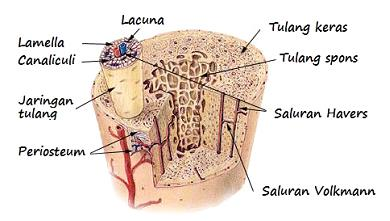 Lacuna
Lamella
Canaliculi
Jaringan
tulang
Periosteum
Tulang keras
Tulang spons
Saluran Havers
Saluran Volkmann